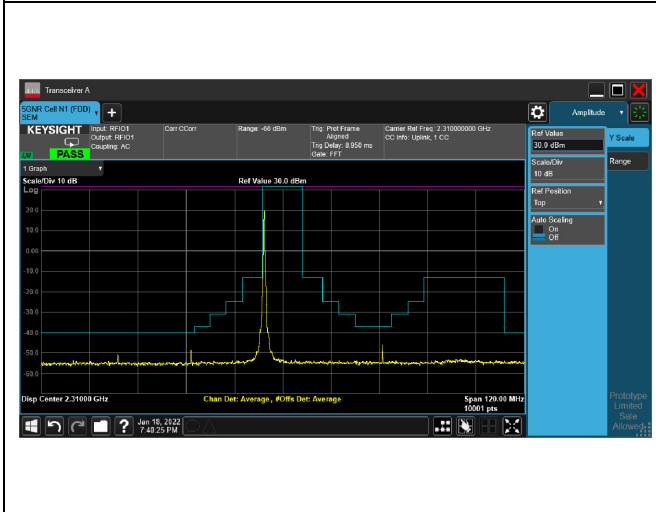 Transceiver A
5GNR Cell N1 (FDD)
SEM
Amplitude
KEYSIGHT
Input: RFIO1
Output: RFIO1
Coupling: AC
Corr CCorr
Range: -66 dBm
Trig: Pret Frame
Aligned
Trig Delay: 8.950 ms
Gate: FFT
Carrier Ref Freq: 2.310000000 GHz
CC Info: Uplink, 1 CC
PASS
1 Graph
Scale/Div 10 dB
Ref Value 30.0 dBm
Log
20.0
10.0
0.00
-10.0
-20.0
-30.0
-40.0
-50.0
-60.0
Disp Center 2.31000 GHz
Chan Det: Average , #Offs Det: Average
Span 120.00 MHz
10001 pts
Ref Value
30.0 dBm
Scale/Div
10 dB
Ref Position
Top
Auto Scaling
On
Off
Y Scale
Range
Prototype
Limited
Sale
Allowed
Jan 18, 2022
7:40:25 PM